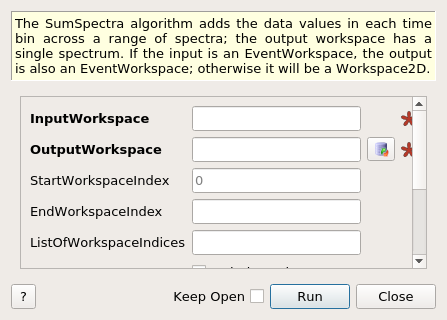 The SumSpectra algorithm adds the data values in each time
bin across a range of spectra; the output workspace has a
single spectrum. If the input is an EventWorkspace, the output
is also an EventWorkspace; otherwise it will be a Workspace2D.
InputWorkspace
OutputWorkspace
StartWorkspaceIndex 0
EndWorkspaceIndex
ListOfWorkspaceIndices
? Keep Open Run Close